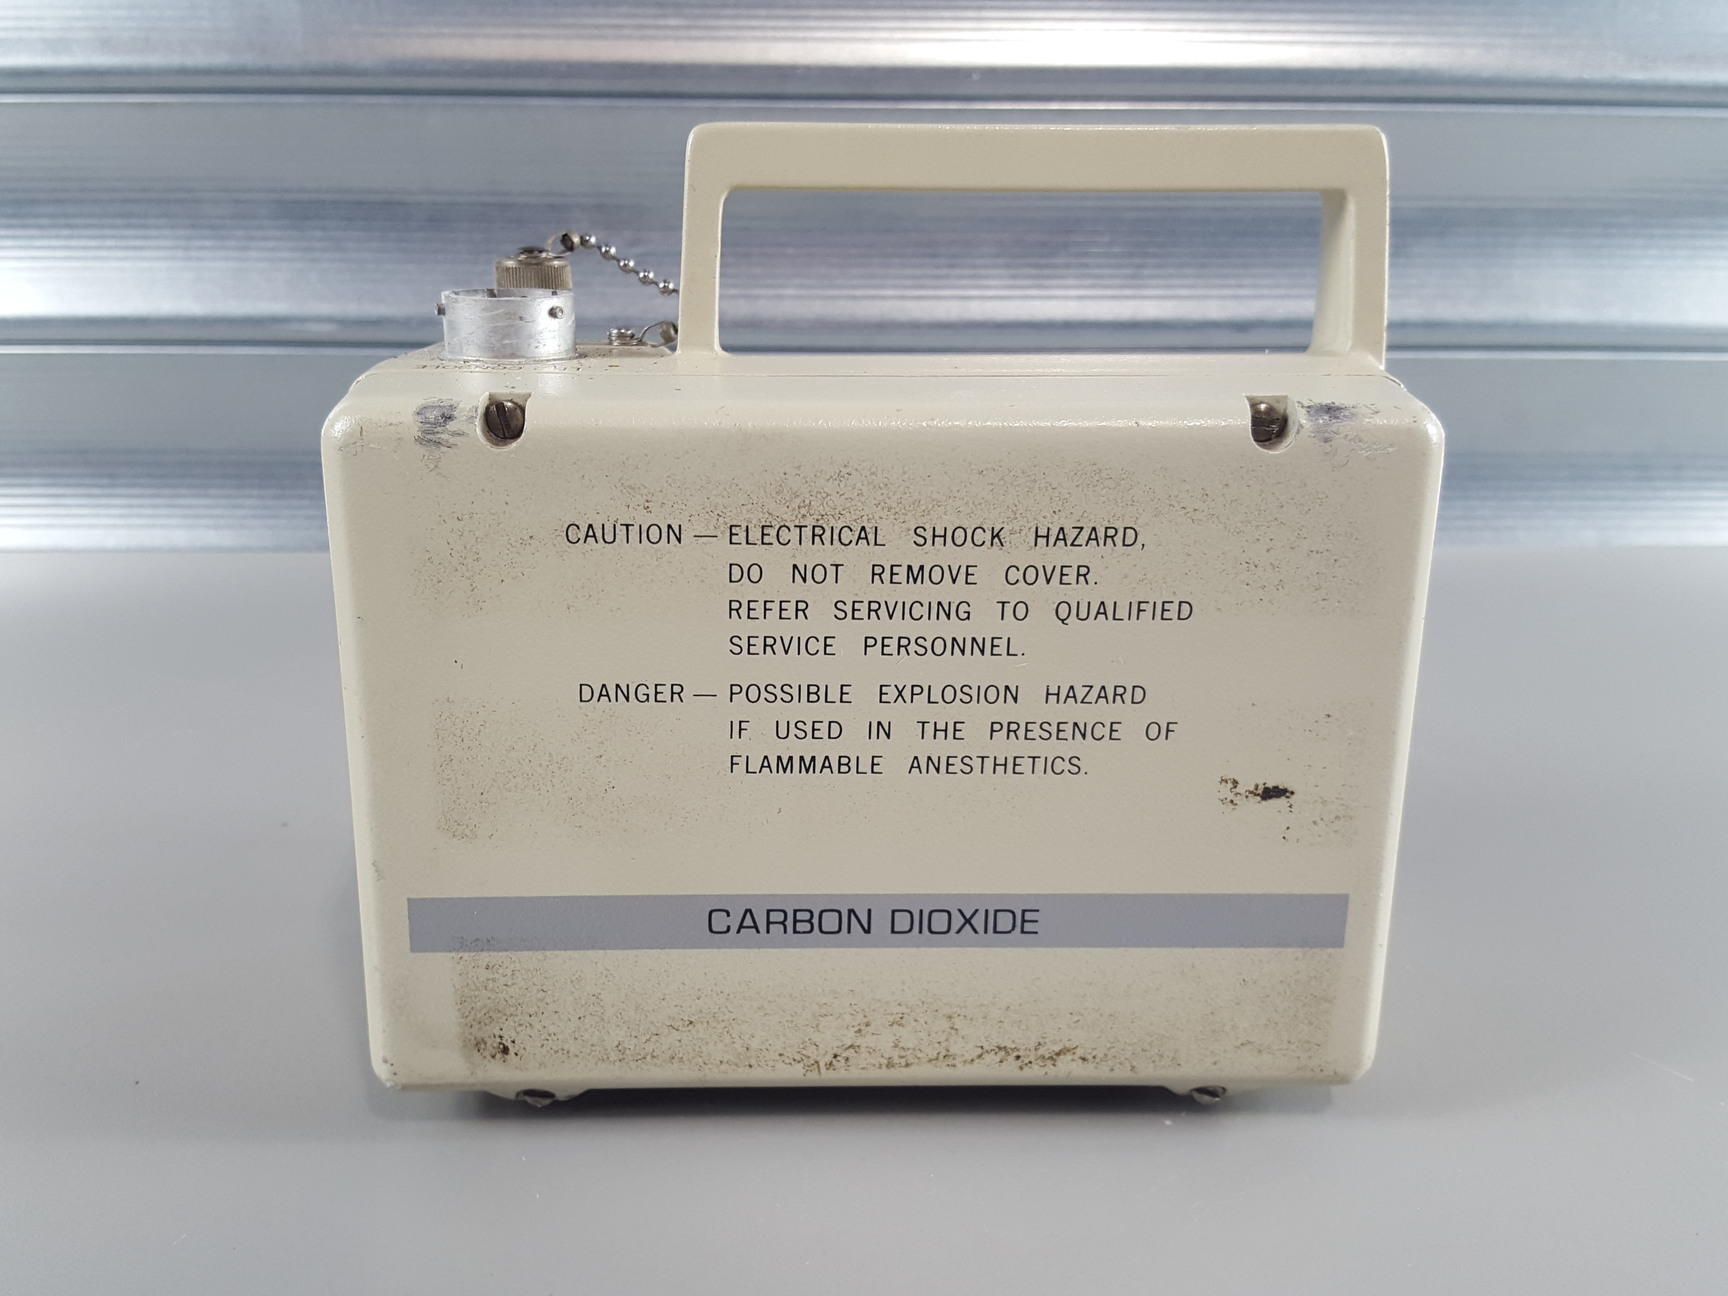 CAUTION — ELECTRICAL SHOCK HAZARD,
DO NOT REMOVE COVER.
REFER SERVICING TO QUALIFIED
SERVICE PERSONNEL.
DANGER — POSSIBLE EXPLOSION HAZARD
IF USED IN THE PRESENCE OF
FLAMMABLE ANESTHETICS.
CARBON DIOXIDE